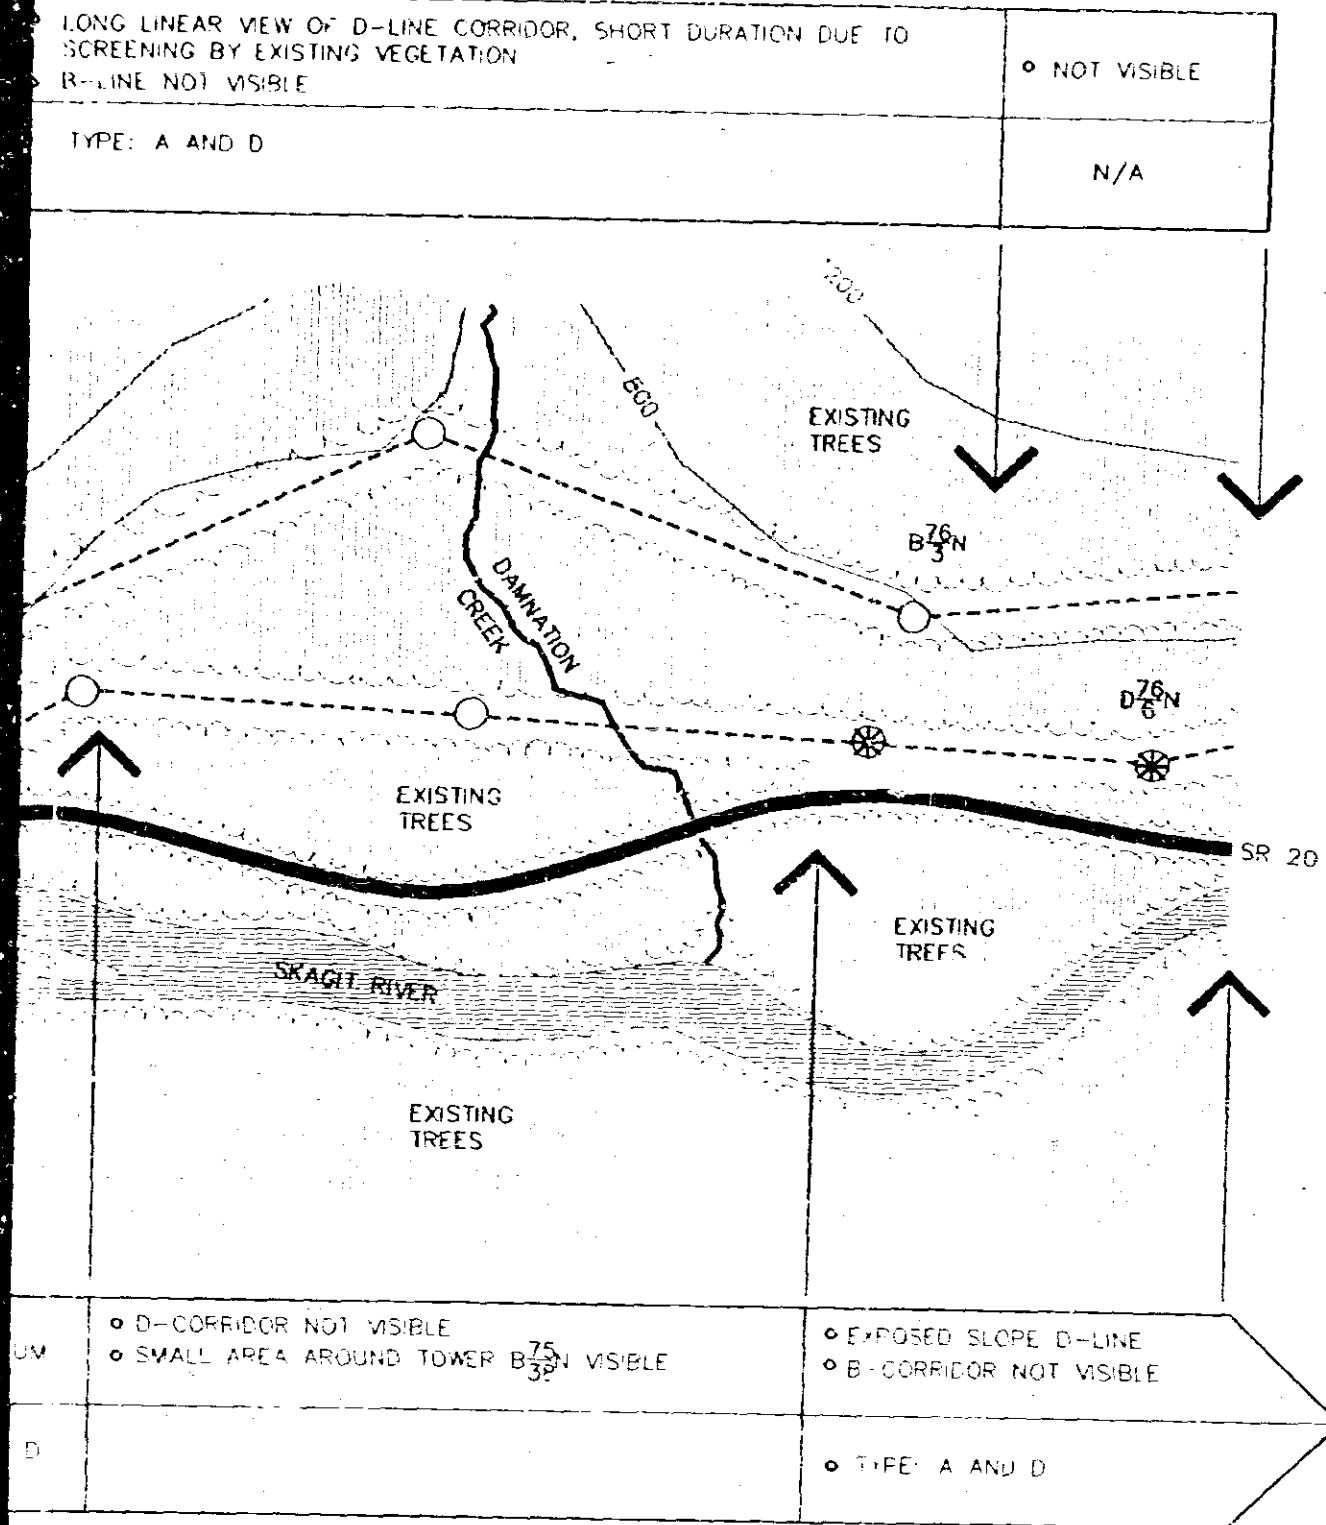 LONG LINEAR VIEW OF D-LINE CORRIDOR, SHORT DURATION DUE TO
SCREENING BY EXISTING VEGETATION
B-LINE NOT VISIBLE
o NOT VISIBLE
TYPE: A AND D
N/A
200
600
EXISTING
TREES
B 76/3 N
DAMNATION
CREEK
D 76/6 N
EXISTING
TREES
SR 20
EXISTING
TREES
SKAGIT RIVER
EXISTING
TREES
UM
o D-CORRIDOR NOT VISIBLE
o SMALL AREA AROUND TOWER B 75/ N VISIBLE
o EXPOSED SLOPE D-LINE
o B-CORRIDOR NOT VISIBLE
D
o TYPE: A AND D